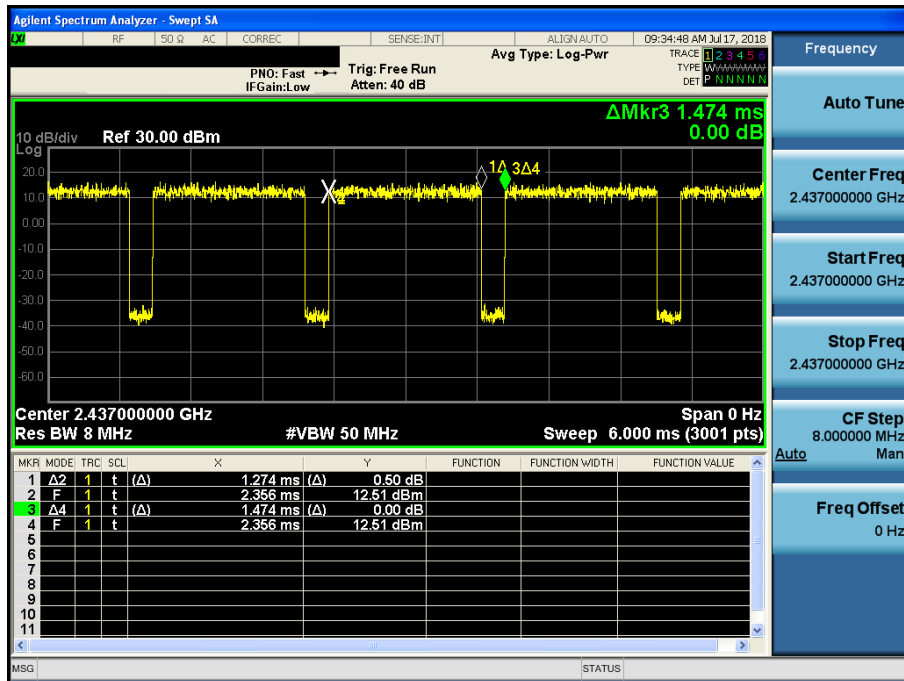 Agilent Spectrum Analyzer - Swept SA
LXI RF 50 Ω AC CORREC SENSE:INT ALIGN AUTO 09:34:48 AM Jul 17, 2018
PNO: Fast Trig: Free Run Avg Type: Log-Pwr TRACE 1 2 3 4 5 6
IFGain:Low Atten: 40 dB TYPE WWWWWW
DET P N N N N N
ΔMkr3 1.474 ms
0.00 dB
10 dB/div Ref 30.00 dBm
Log
20.0
10.0
0.00
-10.0
-20.0
-30.0
-40.0
-50.0
-60.0
X 1Δ 3Δ4
Center 2.437000000 GHz Span 0 Hz
Res BW 8 MHz #VBW 50 MHz Sweep 6.000 ms (3001 pts)
MKR MODE TRC SCL X Y FUNCTION FUNCTION WIDTH FUNCTION VALUE
1 Δ2 1 t (Δ) 1.274 ms (Δ) 0.50 dB
2 F 1 t 2.356 ms 12.51 dBm
3 Δ4 1 t (Δ) 1.474 ms (Δ) 0.00 dB
4 F 1 t 2.356 ms 12.51 dBm
5
6
7
8
9
10
11
MSG STATUS
Frequency
Auto Tune
Center Freq
2.437000000 GHz
Start Freq
2.437000000 GHz
Stop Freq
2.437000000 GHz
CF Step
8.000000 MHz
Auto Man
Freq Offset
0 Hz